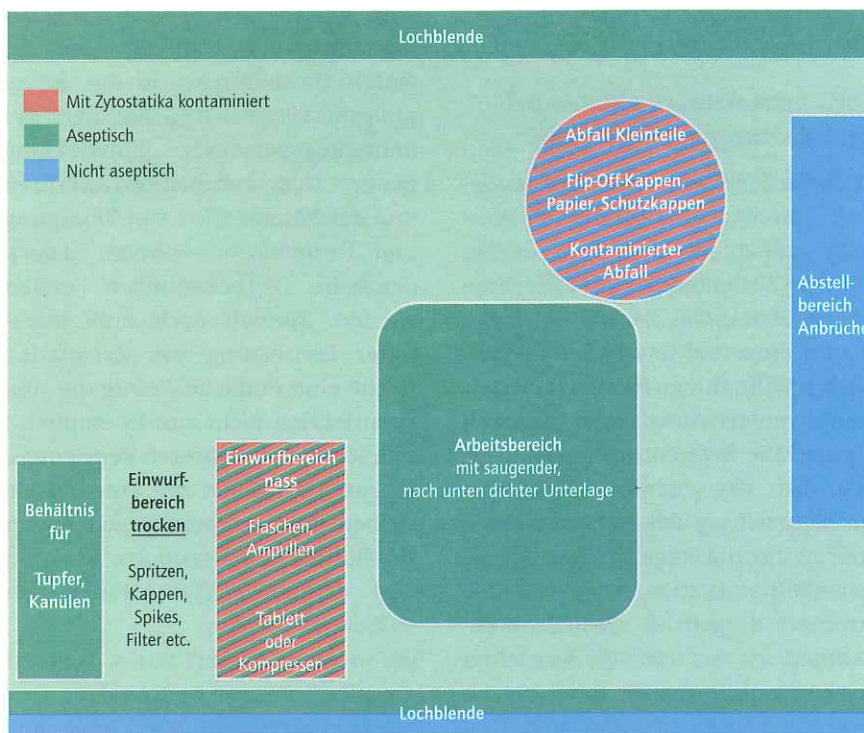 Lochblende
Mit Zytostatika kontaminiert
Aseptisch
Nicht aseptisch
Abfall Kleinteile
Flip-Off-Kappen,
Papier, Schutzkappen
Kontaminierter
Abfall
Abstell-
bereich
Anbrüche
Arbeitsbereich
mit saugender,
nach unten dichter Unterlage
Behältnis
für
Tupfer,
Kanülen
Einwurf-
bereich
trocken
Spritzen,
Kappen,
Spikes,
Filter etc.
Einwurfbereich
nass
Flaschen,
Ampullen
Tablett
oder
Kompressen
Lochblende